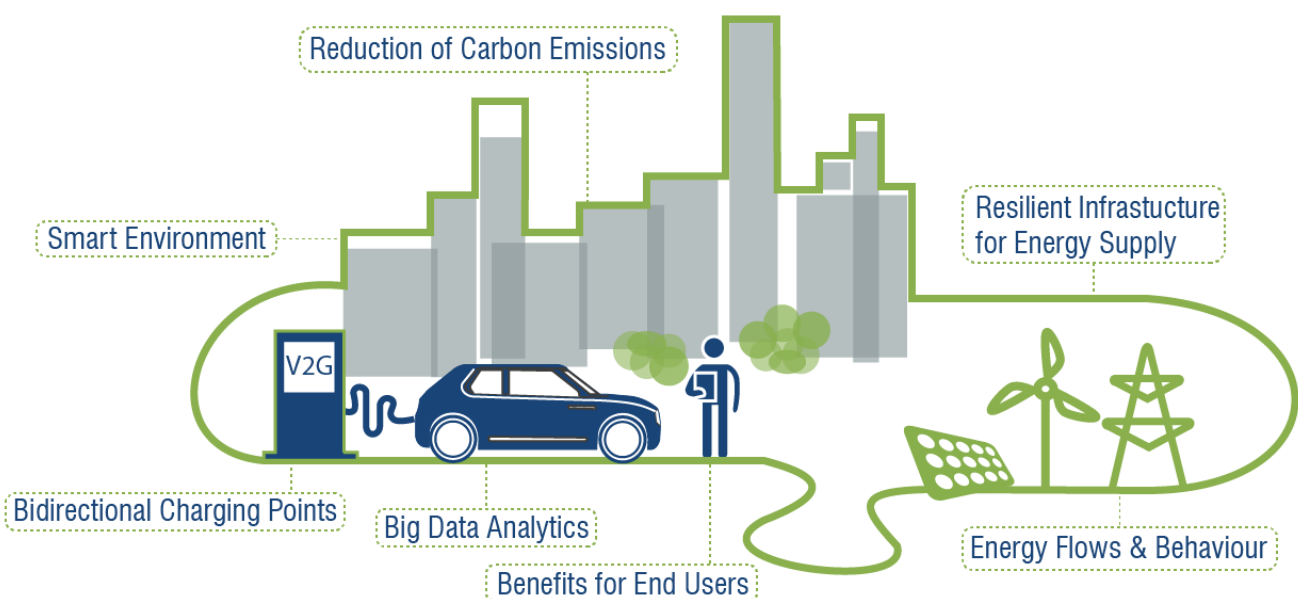 Reduction of Carbon Emissions
Smart Environment
Resilient Infrastucture
for Energy Supply
V2G
Bidirectional Charging Points
Big Data Analytics
Benefits for End Users
Energy Flows & Behaviour